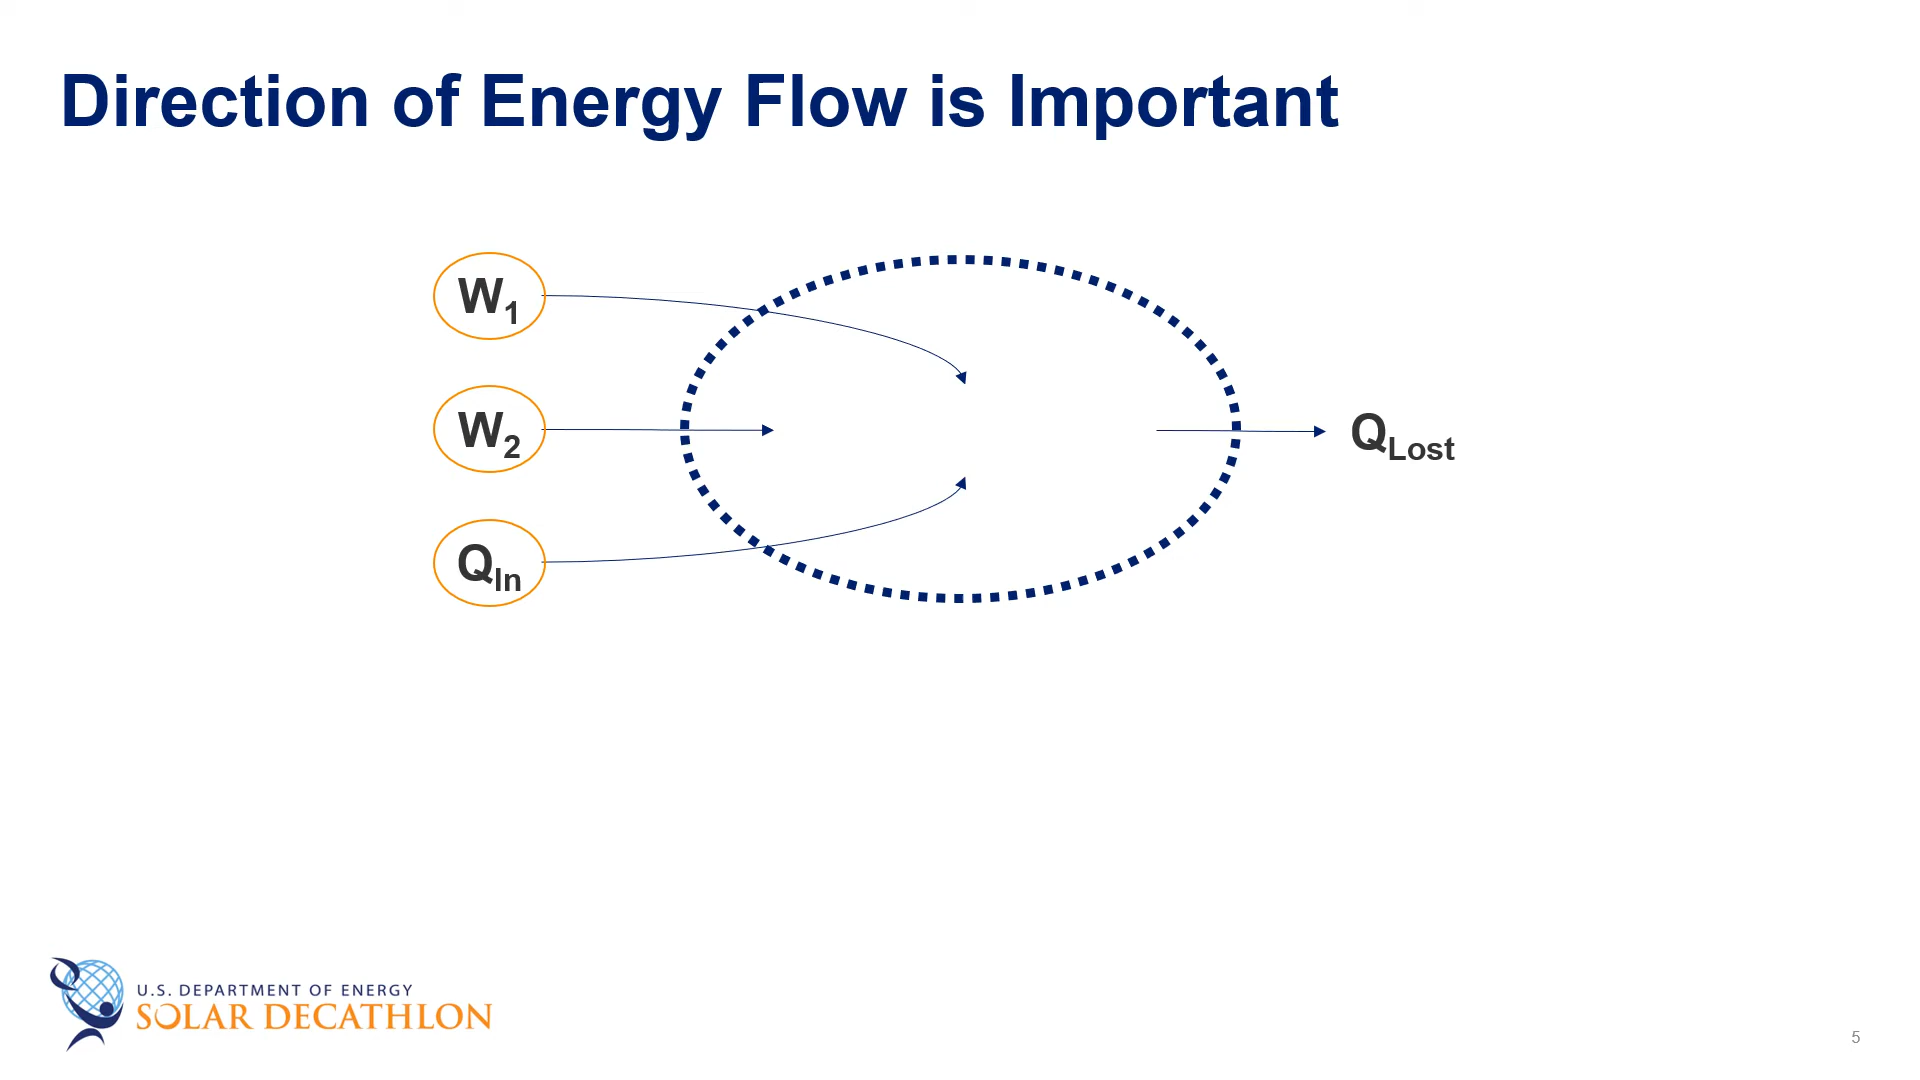 Direction of Energy Flow is Important
W1
W2
QIn
QLost
U.S. DEPARTMENT OF ENERGY
SOLAR DECATHLON
5